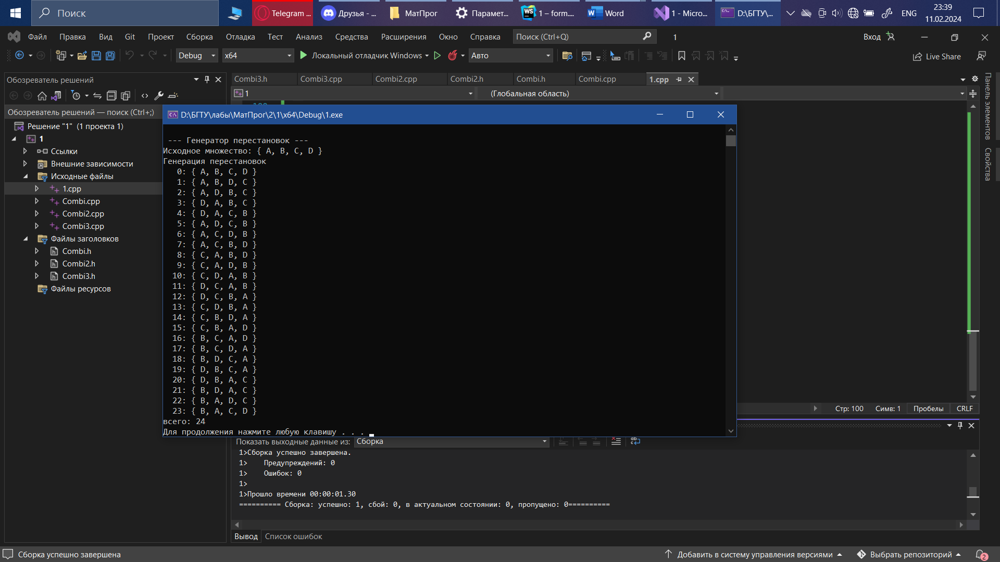 Поиск
Telegram ...
Друзья - ...
МатПрог
Парамет...
1 – form....
Word
1 - Micro...
D:\БГТУ\...
ENG
23:39
11.02.2024
Файл Правка Вид Git Проект Сборка Отладка Тест Анализ Средства Расширения Окно Справка
Поиск (Ctrl+Q)
1
Вход
Debug
x64
Локальный отладчик Windows
Авто
Live Share
Обозреватель решений
Обозреватель решений — поиск (Ctrl+;)
Решение "1" (1 проекта 1)
1
Ссылки
Внешние зависимости
Исходные файлы
1.cpp
Combi.cpp
Combi2.cpp
Combi3.cpp
Файлы заголовков
Combi.h
Combi2.h
Combi3.h
Файлы ресурсов
Combi3.h Combi3.cpp Combi2.cpp Combi2.h Combi.h Combi.cpp 1.cpp
1
(Глобальная область)
D:\БГТУ\лабы\МатПрог\2\1\x64\Debug\1.exe
--- Генератор перестановок ---
Исходное множество: { A, B, C, D }
Генерация перестановок
0: { A, B, C, D }
1: { A, B, D, C }
2: { A, D, B, C }
3: { D, A, B, C }
4: { D, A, C, B }
5: { A, D, C, B }
6: { A, C, D, B }
7: { A, C, B, D }
8: { C, A, B, D }
9: { C, A, D, B }
10: { C, D, A, B }
11: { D, C, A, B }
12: { D, C, B, A }
13: { C, D, B, A }
14: { C, B, D, A }
15: { C, B, A, D }
16: { B, C, A, D }
17: { B, C, D, A }
18: { B, D, C, A }
19: { D, B, C, A }
20: { D, B, A, C }
21: { B, D, A, C }
22: { B, A, D, C }
23: { B, A, C, D }
всего: 24
Для продолжения нажмите любую клавишу . . .
Панель элементов
Свойства
Стр: 100
Симв: 1
Пробелы
CRLF
Показать выходные данные из:
Сборка
1>Сборка успешно завершена.
1> Предупреждений: 0
1> Ошибок: 0
1>
1>Прошло времени 00:00:01.30
========== Сборка: успешно: 1, сбой: 0, в актуальном состоянии: 0, пропущено: 0==========
Вывод
Список ошибок
Сборка успешно завершена
Добавить в систему управления версиями
Выбрать репозиторий
2